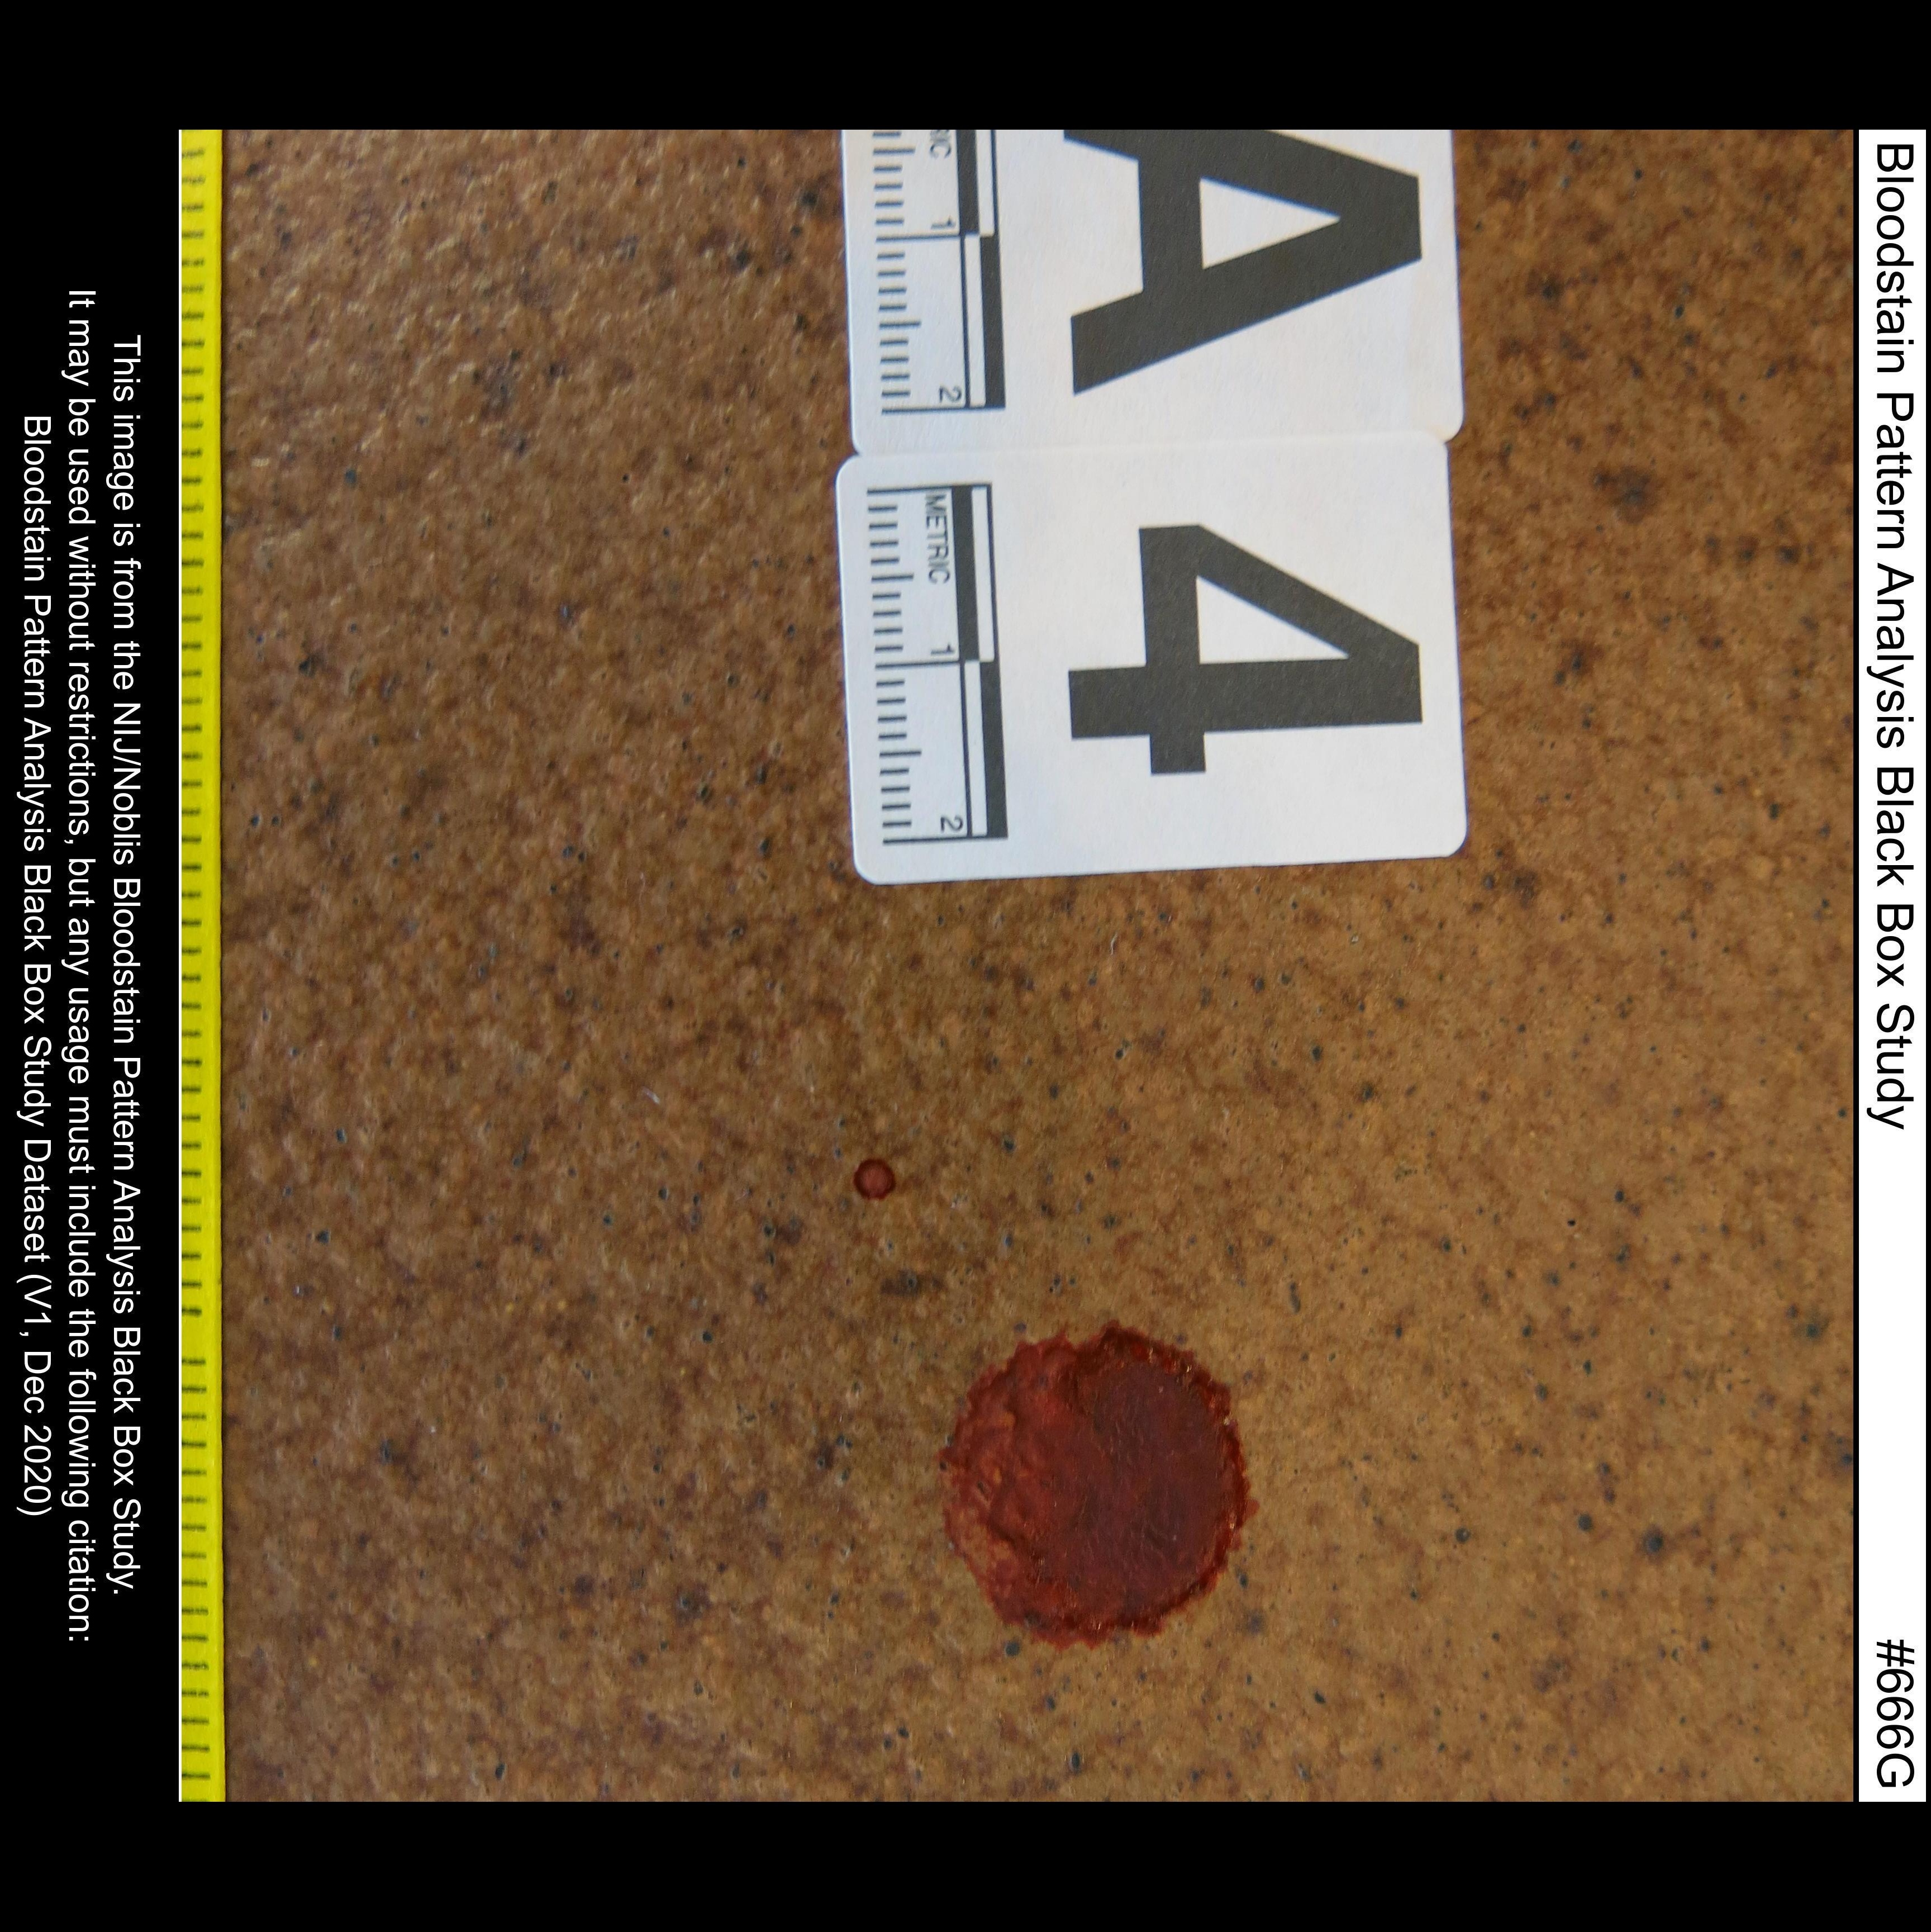 Bloodstain Pattern Analysis Black Box Study #666G
A
RIC 1 2
4
METRIC 1 2
This image is from the NIJ/Noblis Bloodstain Pattern Analysis Black Box Study.
It may be used without restrictions, but any usage must include the following citation:
Bloodstain Pattern Analysis Black Box Study Dataset (V1, Dec 2020)